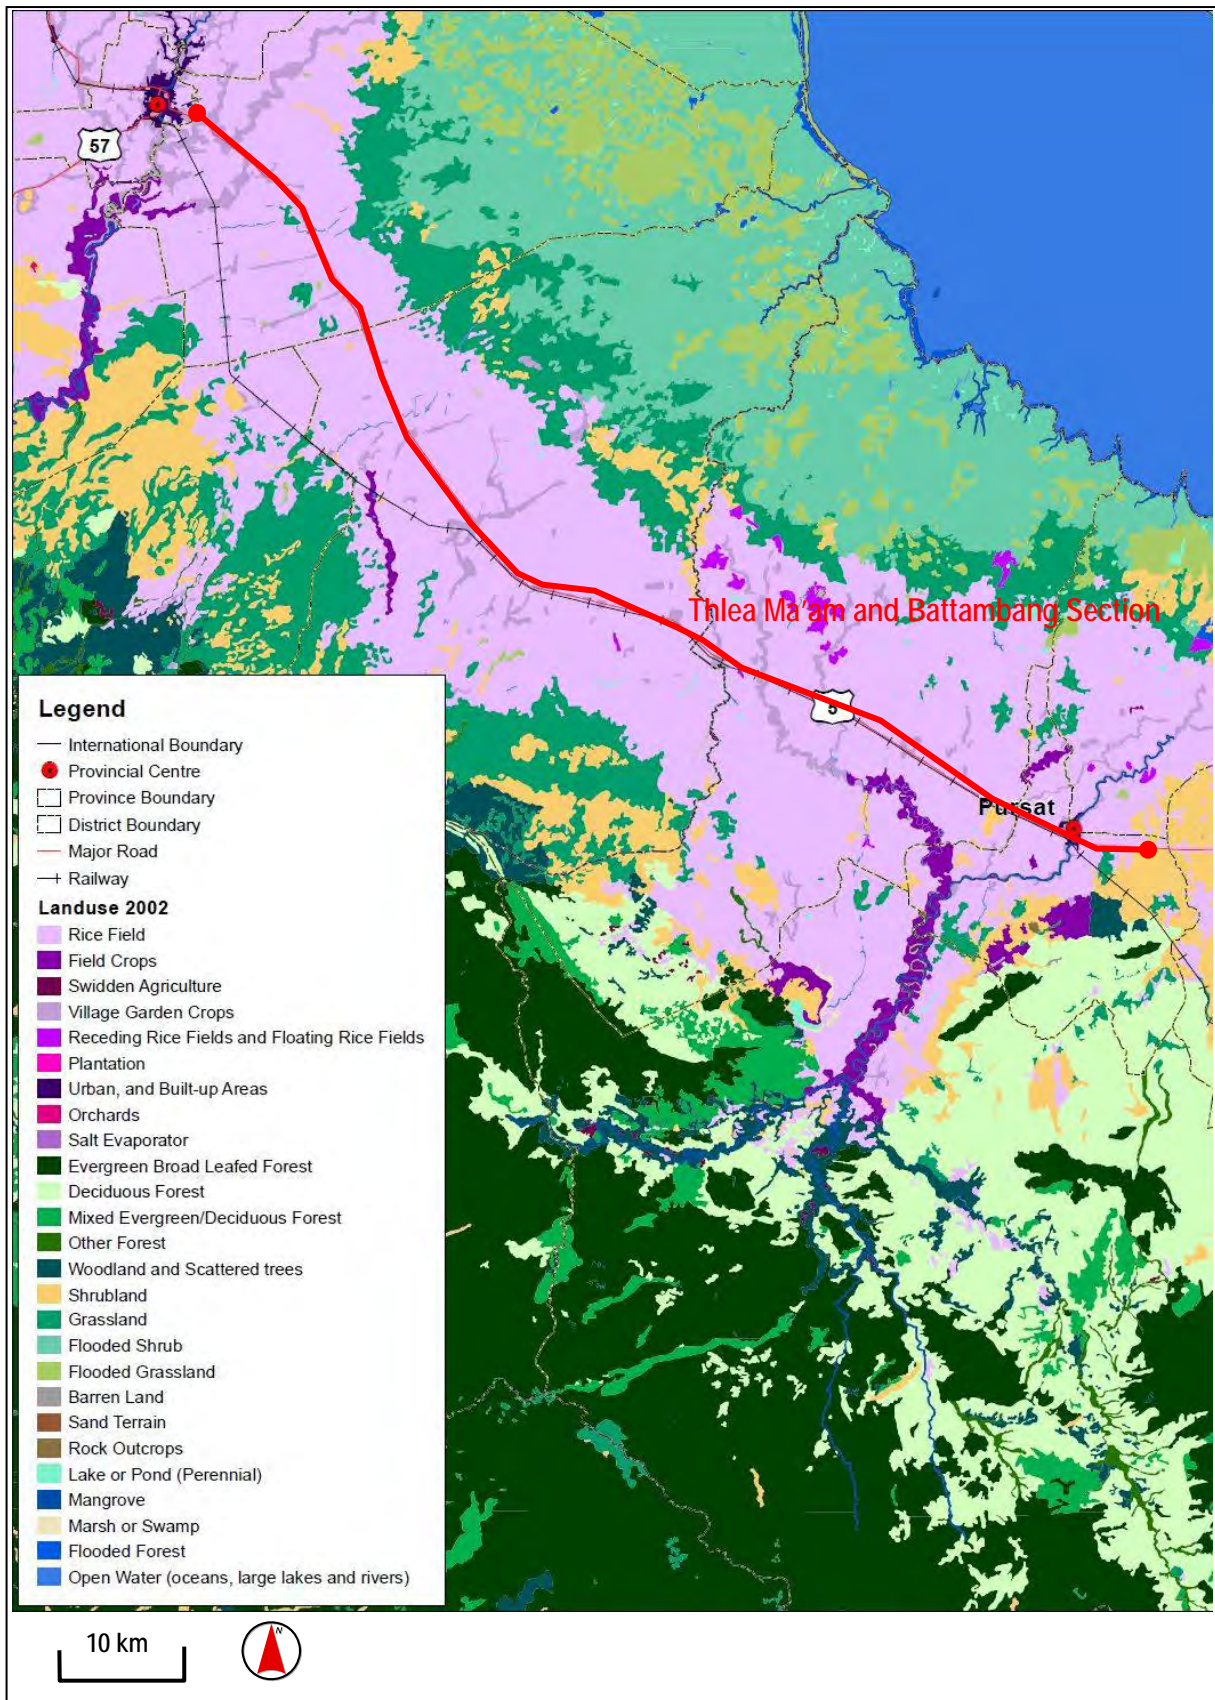 57
Thlea Ma'am and Battambang Section
5
Pursat
Legend
International Boundary
Provincial Centre
Province Boundary
District Boundary
Major Road
Railway
Landuse 2002
Rice Field
Field Crops
Swidden Agriculture
Village Garden Crops
Receding Rice Fields and Floating Rice Fields
Plantation
Urban, and Built-up Areas
Orchards
Salt Evaporator
Evergreen Broad Leafed Forest
Deciduous Forest
Mixed Evergreen/Deciduous Forest
Other Forest
Woodland and Scattered trees
Shrubland
Grassland
Flooded Shrub
Flooded Grassland
Barren Land
Sand Terrain
Rock Outcrops
Lake or Pond (Perennial)
Mangrove
Marsh or Swamp
Flooded Forest
Open Water (oceans, large lakes and rivers)
10 km
N